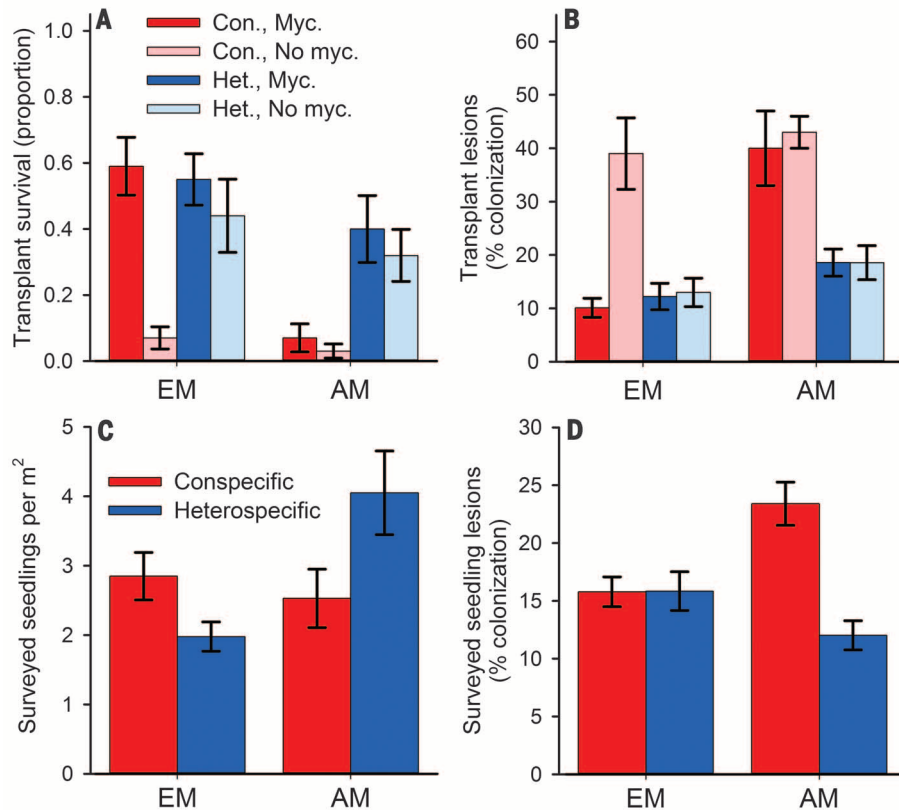 A
Con., Myc.
Con., No myc.
Het., Myc.
Het., No myc.
Transplant survival (proportion)
1.0
0.8
0.6
0.4
0.2
0.0
EM
AM
B
Transplant lesions
(% colonization)
60
50
40
30
20
10
0
EM
AM
C
Conspecific
Heterospecific
Surveyed seedlings per m²
5
4
3
2
1
0
EM
AM
D
Surveyed seedling lesions
(% colonization)
30
25
20
15
10
5
0
EM
AM